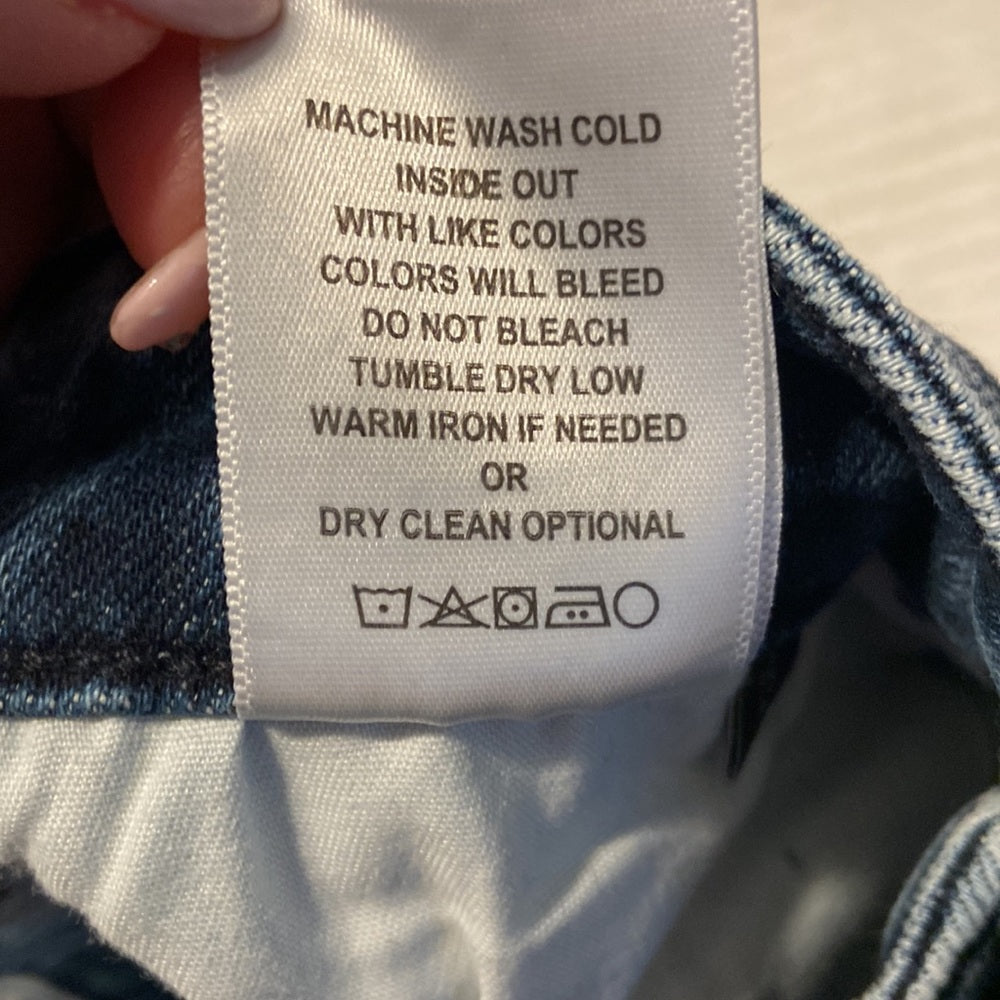 MACHINE WASH COLD
INSIDE OUT
WITH LIKE COLORS
COLORS WILL BLEED
DO NOT BLEACH
TUMBLE DRY LOW
WARM IRON IF NEEDED
OR
DRY CLEAN OPTIONAL